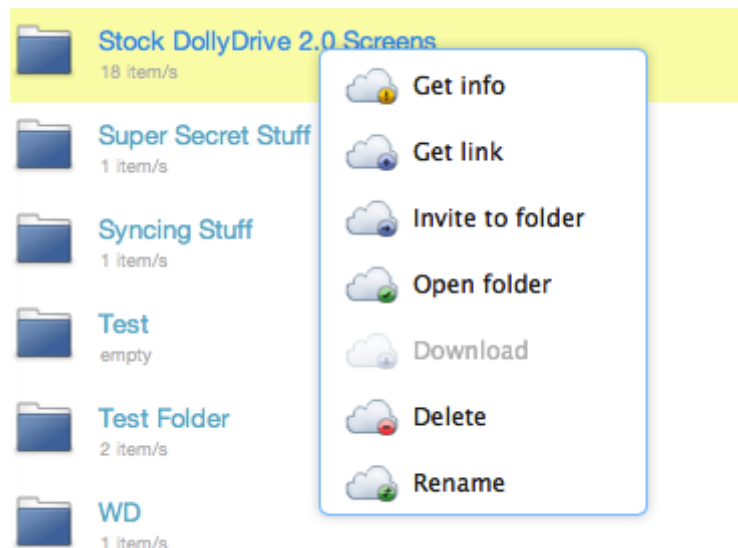 Stock DollyDrive 2.0 Screens
18 item/s
Super Secret Stuff
1 item/s
Syncing Stuff
1 item/s
Test
empty
Test Folder
2 item/s
WD
1 item/s
Get info
Get link
Invite to folder
Open folder
Download
Delete
Rename